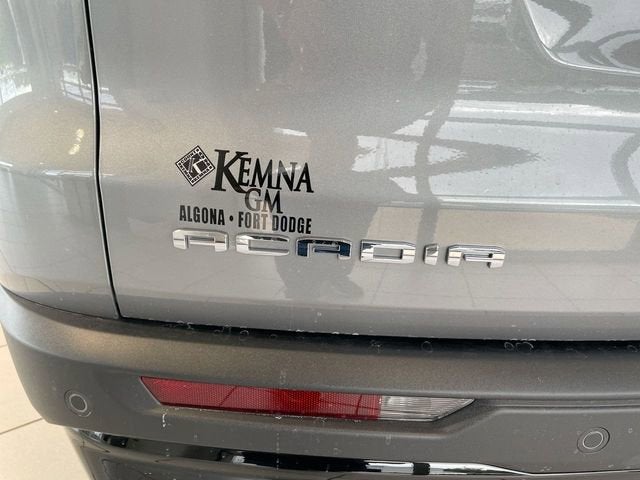 K KEMNA
GM
ALGONA • FORT DODGE
ACADIA